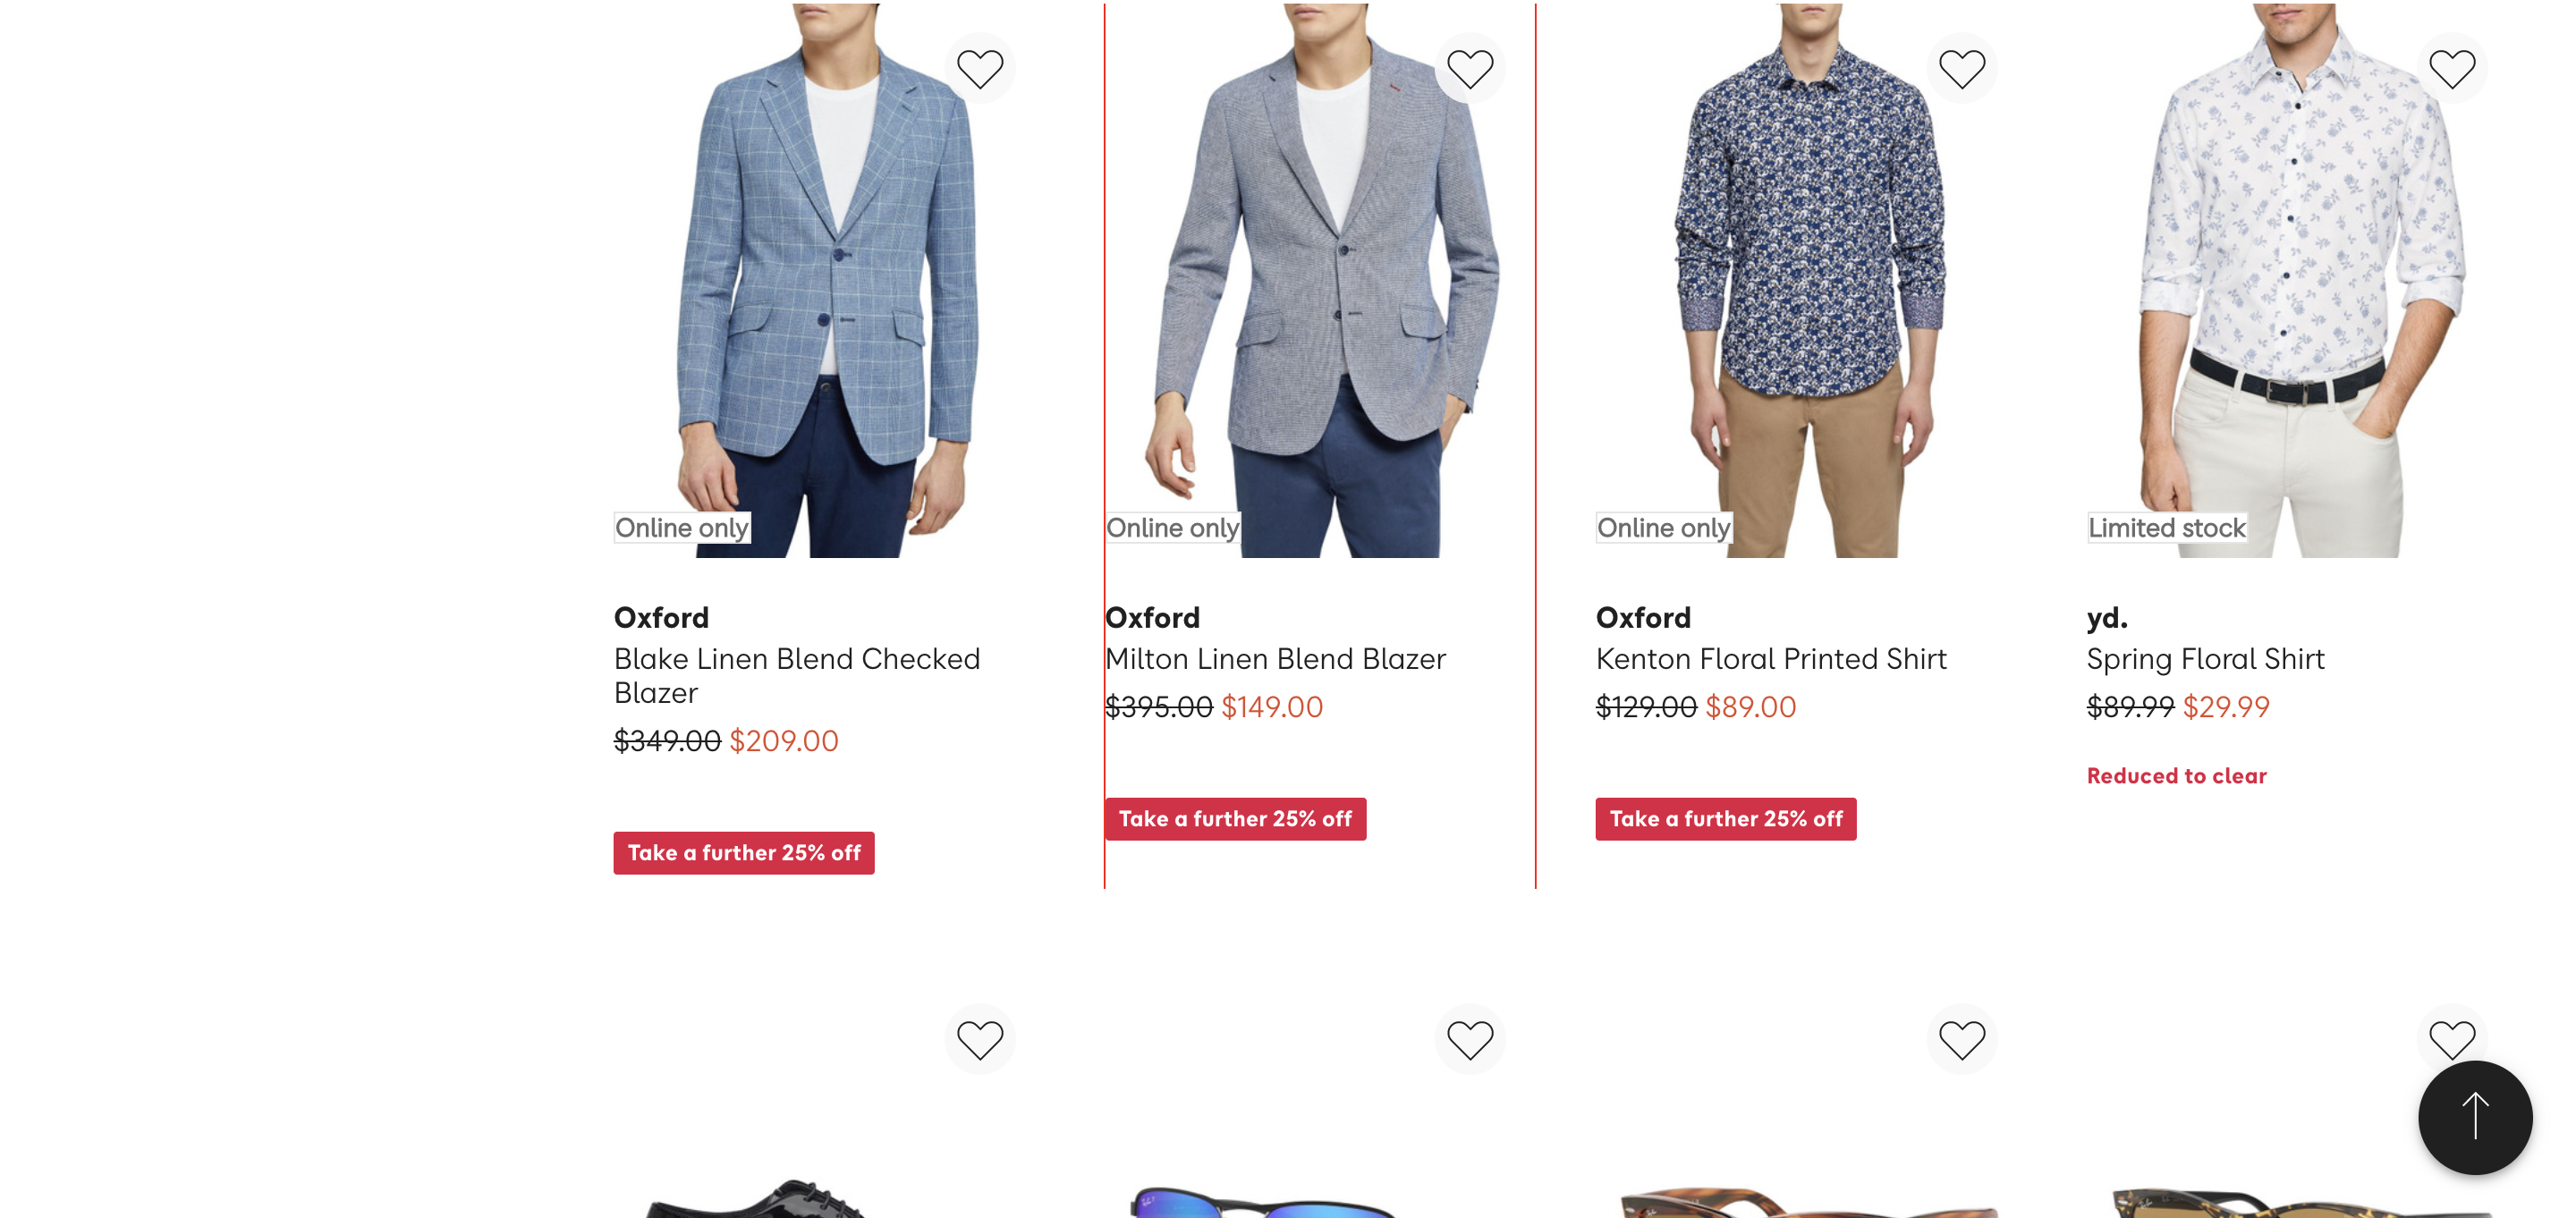 Online only
Oxford
Blake Linen Blend Checked
Blazer
$349.00 $209.00
Take a further 25% off
Online only
Oxford
Milton Linen Blend Blazer
$395.00 $149.00
Take a further 25% off
Online only
Oxford
Kenton Floral Printed Shirt
$129.00 $89.00
Take a further 25% off
Limited stock
yd.
Spring Floral Shirt
$89.99 $29.99
Reduced to clear